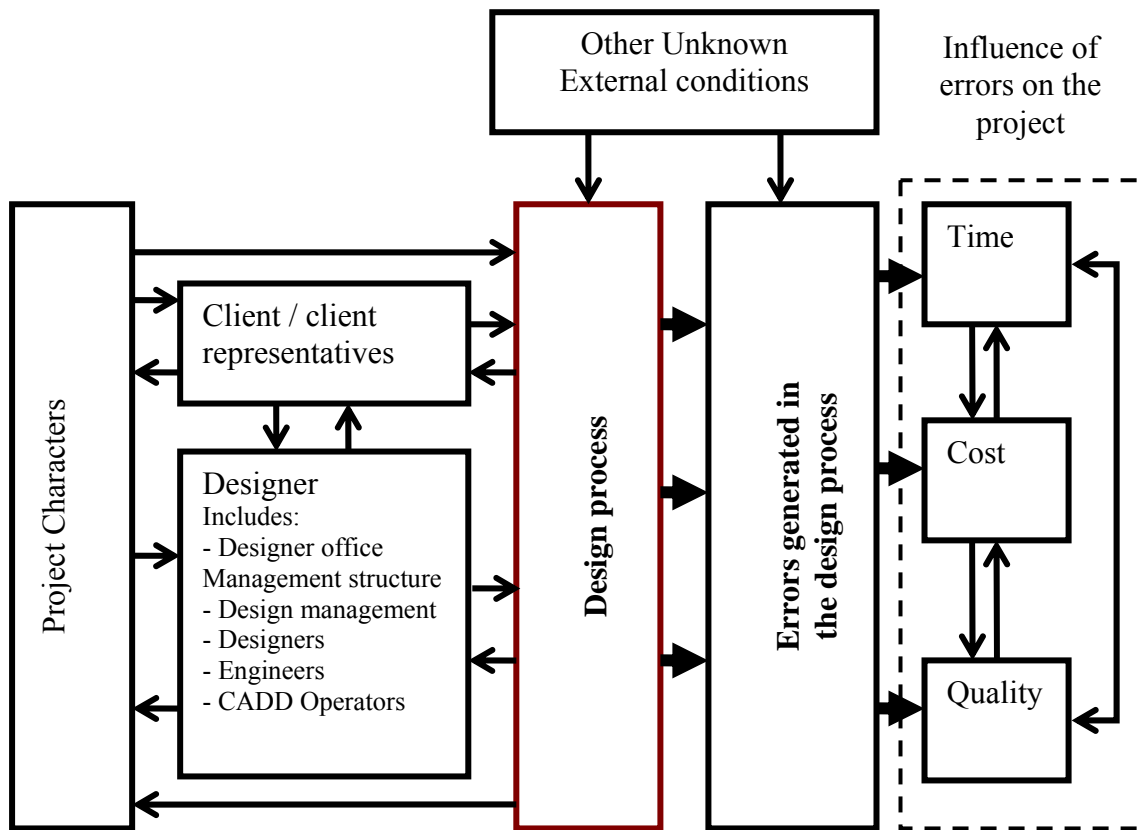 Other Unknown
External conditions
Influence of
errors on the
project
Project Characters
Client / client
representatives
Designer
Includes:
- Designer office
Management structure
- Design management
- Designers
- Engineers
- CADD Operators
Design process
Errors generated in
the design process
Time
Cost
Quality